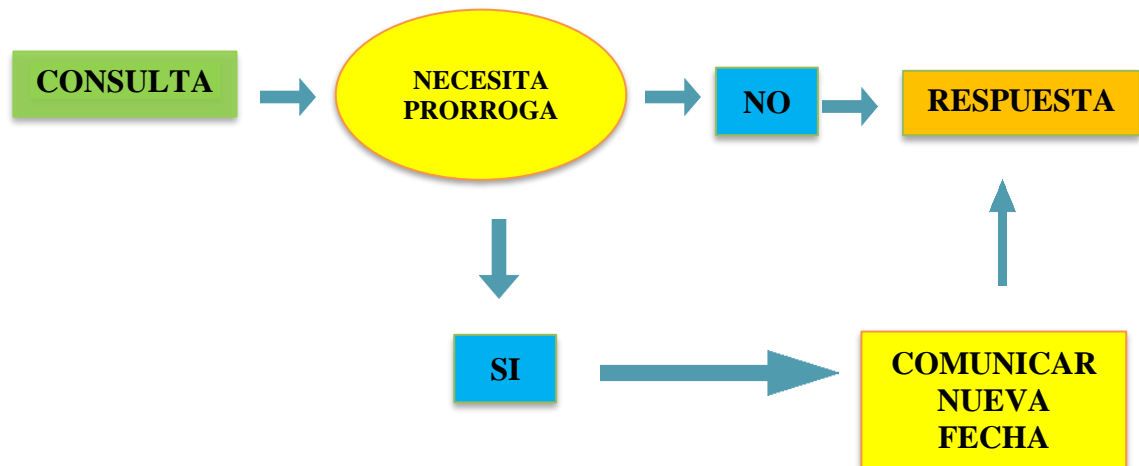 CONSULTA
NECESITA
PRORROGA
NO
RESPUESTA
SI
COMUNICAR
NUEVA
FECHA